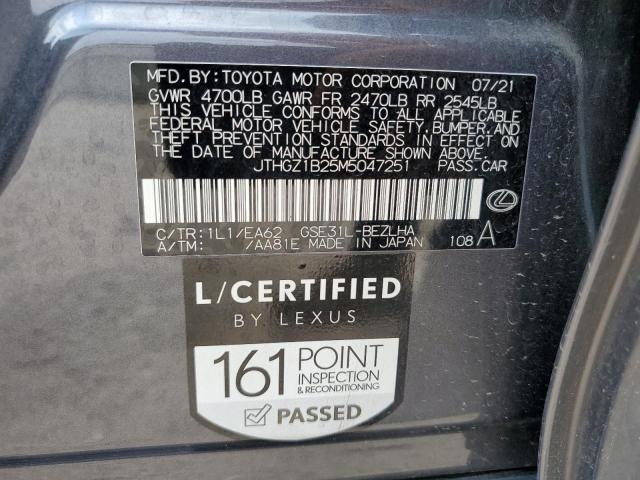 MFD.BY:TOYOTA MOTOR CORPORATION 07/21
GVWR 4700LB GAWR FR 2470LB RR 2545LB
THIS VEHICLE CONFORMS TO ALL APPLICABLE
FEDERAL MOTOR VEHICLE SAFETY, BUMPER, AND
THEFT PREVENTION STANDARDS IN EFFECT ON
THE DATE OF MANUFACTURE SHOWN ABOVE.
JTHGZ1B25M5047251 PASS.CAR
C/TR:1L1/EA62 GSE31L-BEZLHA
A/TM: /AA81E MADE IN JAPAN 108 A
L/CERTIFIED
BY LEXUS
161 POINT
INSPECTION
& RECONDITIONING
PASSED